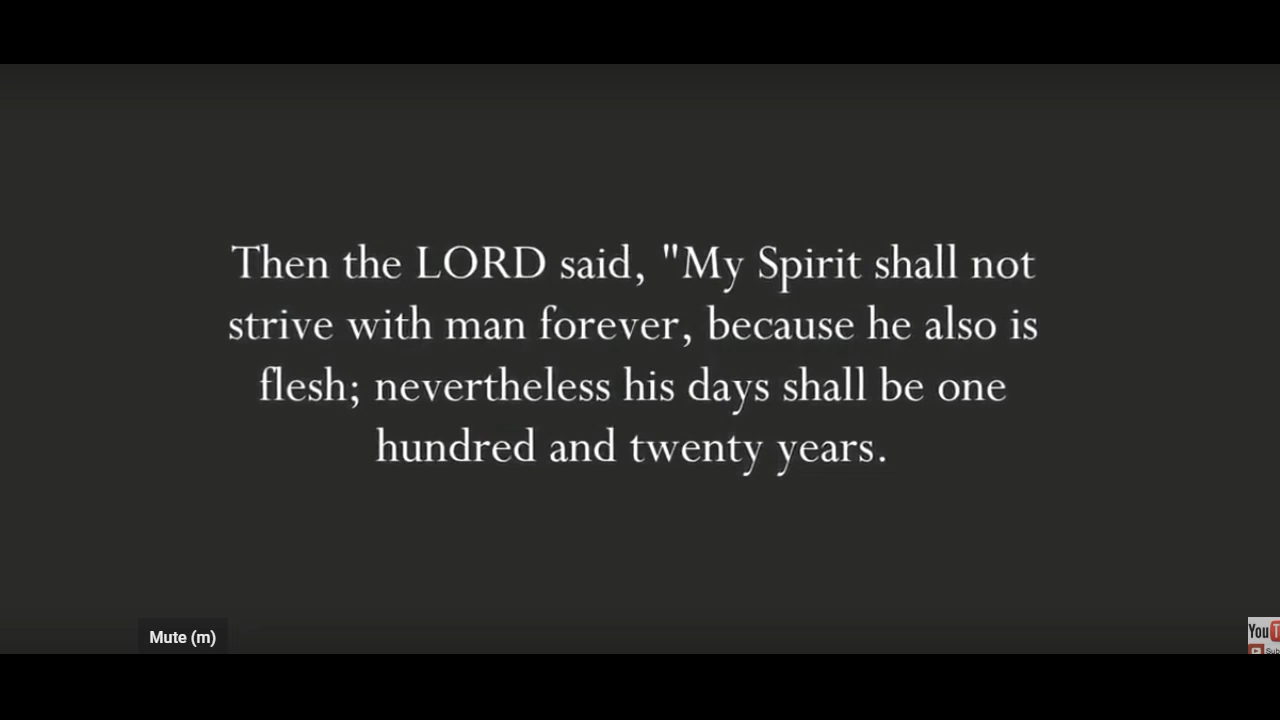 Then the LORD said, "My Spirit shall not
strive with man forever, because he also is
flesh; nevertheless his days shall be one
hundred and twenty years.
Mute (m)
You